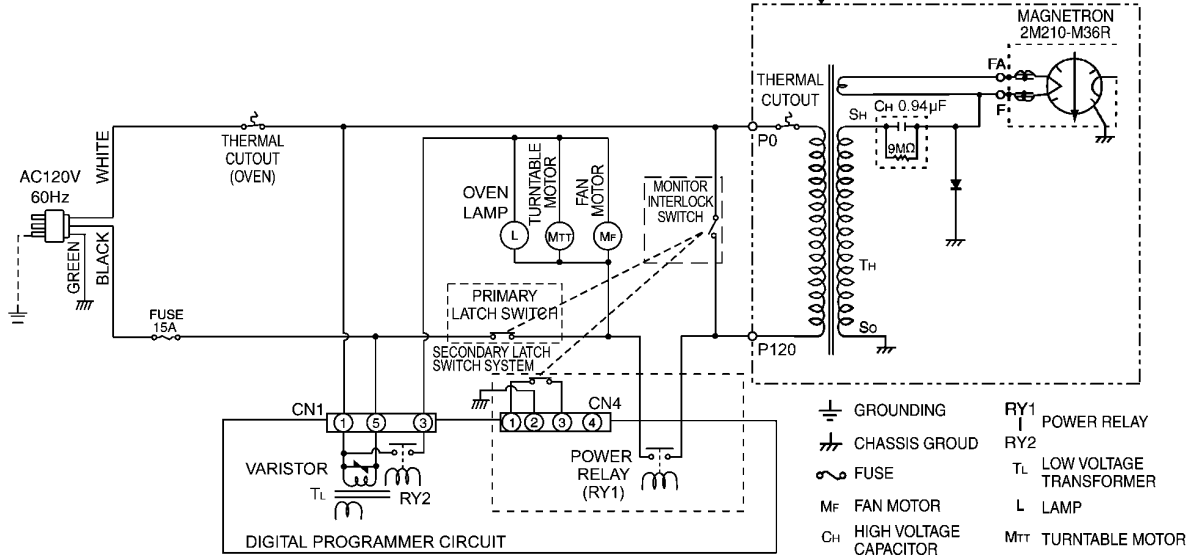 MAGNETRON
2M210-M36R
FA
F
THERMAL
CUTOUT
CH 0.94µF
SH
9MΩ
P0
WHITE
THERMAL
CUTOUT
(OVEN)
AC120V
60Hz
GREEN
BLACK
OVEN
LAMP
TURNTABLE
MOTOR
FAN
MOTOR
L
MTT
MF
MONITOR
INTERLOCK
SWITCH
TH
SO
P120
FUSE
15A
PRIMARY
LATCH SWITCH
SECONDARY LATCH
SWITCH SYSTEM
CN1
1
5
3
CN4
1
2
3
4
VARISTOR
TL
RY2
POWER
RELAY
(RY1)
DIGITAL PROGRAMMER CIRCUIT
GROUNDING
CHASSIS GROUD
FUSE
MF FAN MOTOR
CH HIGH VOLTAGE
CAPACITOR
RY1
RY2
POWER RELAY
TL LOW VOLTAGE
TRANSFORMER
L LAMP
MTT TURNTABLE MOTOR